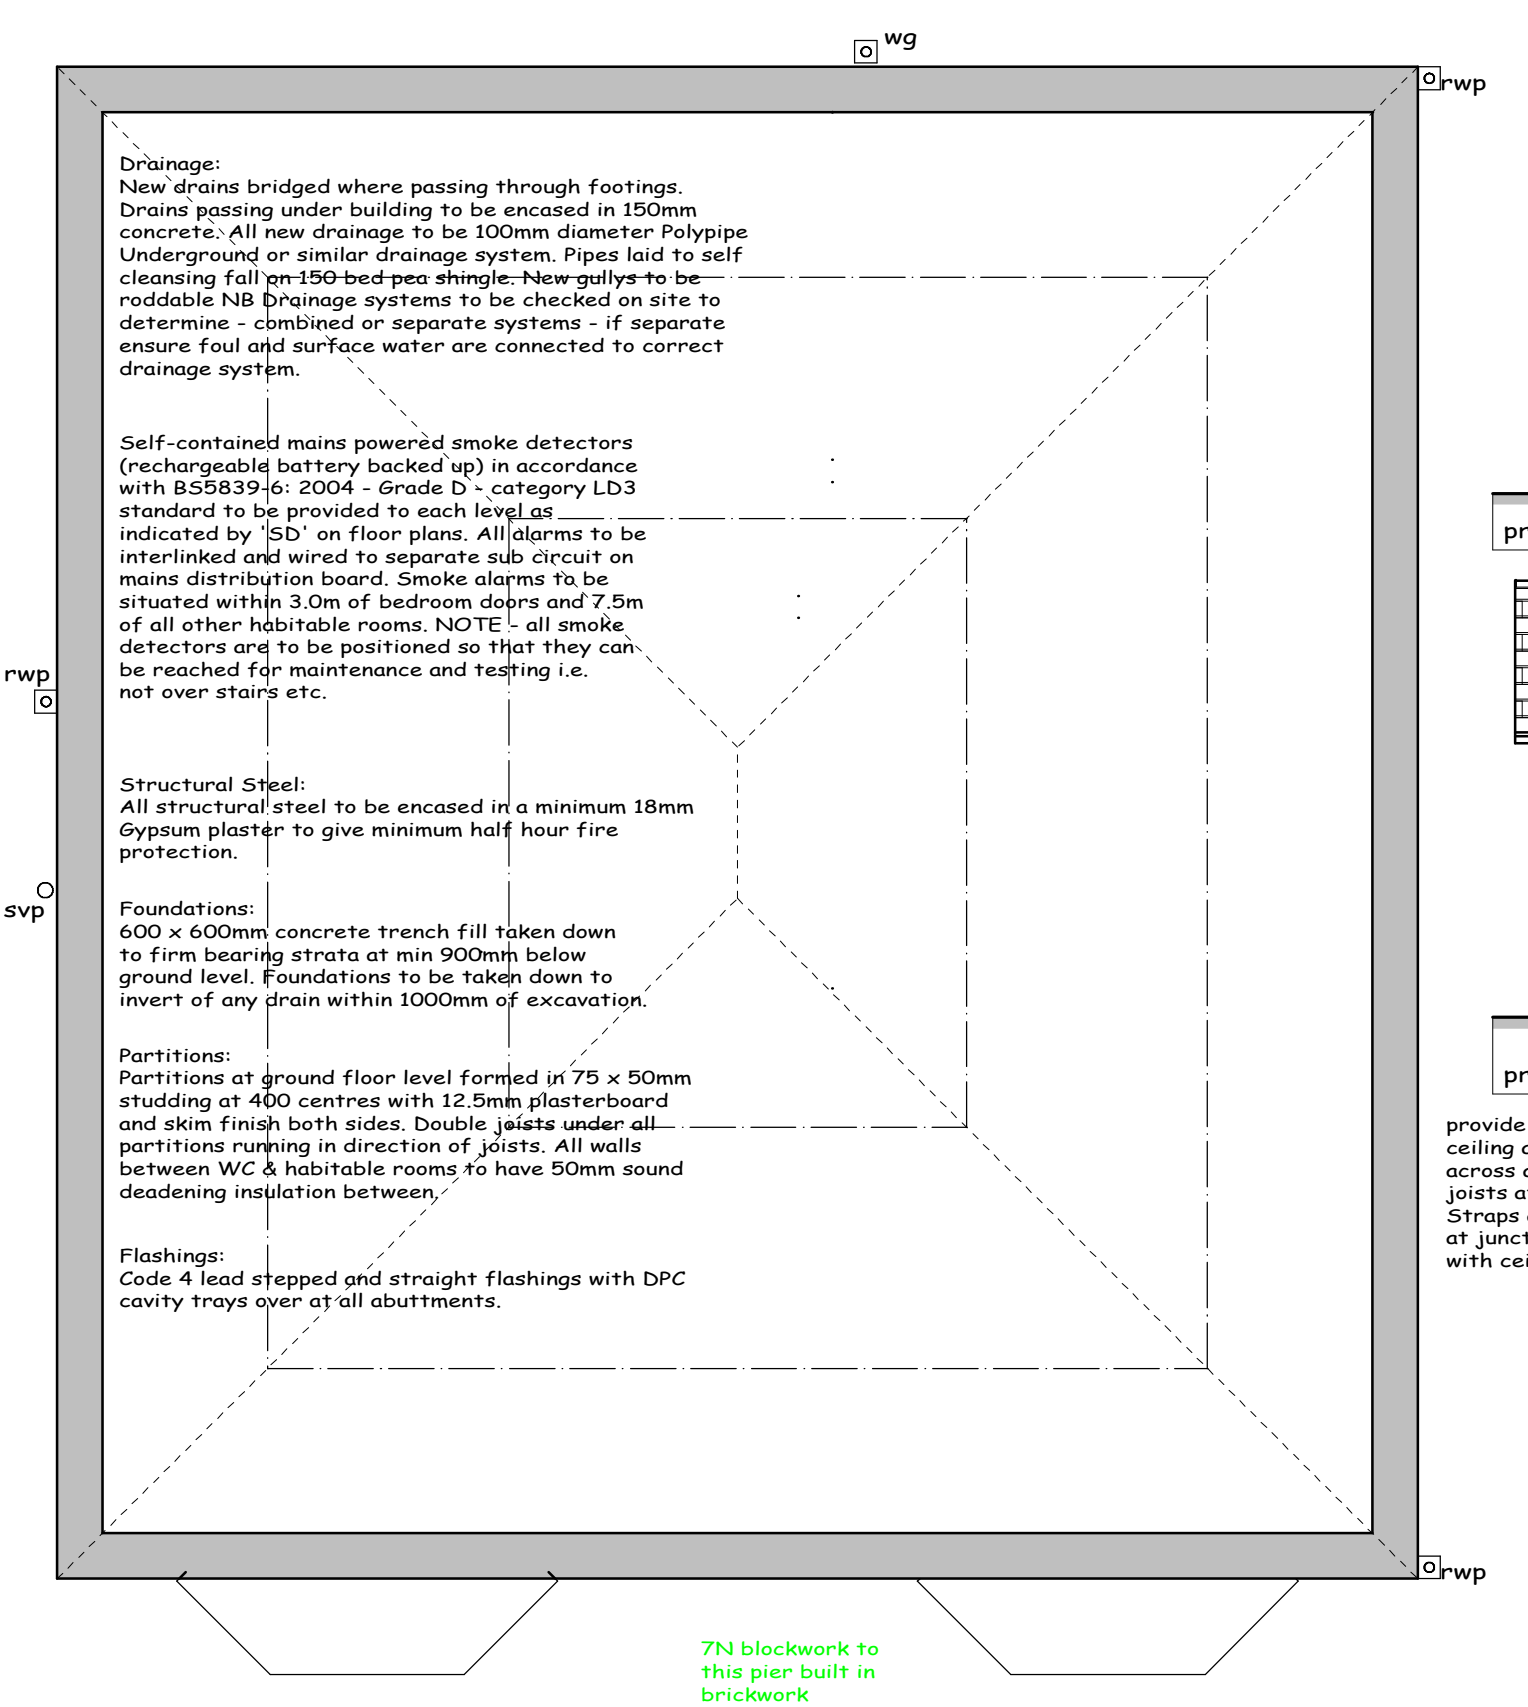 wg
rwp
Drainage:
New drains bridged where passing through footings.
Drains passing under building to be encased in 150mm
concrete. All new drainage to be 100mm diameter Polypipe
Underground or similar drainage system. Pipes laid to self
cleansing fall on 150 bed pea shingle. New gullys to be
roddable NB Drainage systems to be checked on site to
determine - combined or separate systems - if separate
ensure foul and surface water are connected to correct
drainage system.
Self-contained mains powered smoke detectors
(rechargeable battery backed up) in accordance
with BS5839-6: 2004 - Grade D - category LD3
standard to be provided to each level as
indicated by 'SD' on floor plans. All alarms to be
interlinked and wired to separate sub circuit on
mains distribution board. Smoke alarms to be
situated within 3.0m of bedroom doors and 7.5m
of all other habitable rooms. NOTE - all smoke
detectors are to be positioned so that they can
be reached for maintenance and testing i.e.
not over stairs etc.
rwp
Structural Steel:
All structural steel to be encased in a minimum 18mm
Gypsum plaster to give minimum half hour fire
protection.
svp
Foundations:
600 x 600mm concrete trench fill taken down
to firm bearing strata at min 900mm below
ground level. Foundations to be taken down to
invert of any drain within 1000mm of excavation.
Partitions:
Partitions at ground floor level formed in 75 x 50mm
studding at 400 centres with 12.5mm plasterboard
and skim finish both sides. Double joists under all
partitions running in direction of joists. All walls
between WC & habitable rooms to have 50mm sound
deadening insulation between.
Flashings:
Code 4 lead stepped and straight flashings with DPC
cavity trays over at all abuttments.
pr
pr
provide
ceiling
across
joists
Straps
at junct
with cei
rwp
7N blockwork to
this pier built in
brickwork